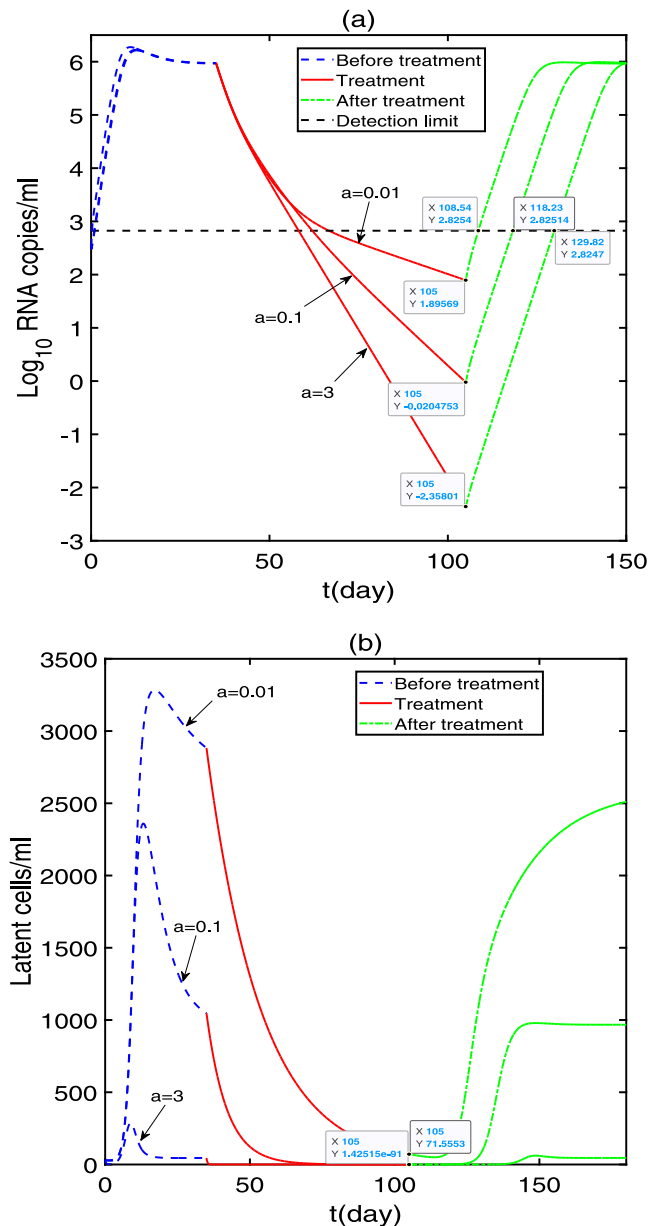 (a)
Before treatment
Treatment
After treatment
Detection limit
a=0.01
a=0.1
a=3
X 108.54
Y 2.8254
X 118.23
Y 2.82514
X 129.82
Y 2.8247
X 105
Y 1.89569
X 105
Y -0.0204753
X 105
Y -2.35801
6
5
4
3
2
1
0
-1
-2
-3
0
50
100
150
Log10 RNA copies/ml
t(day)
(b)
Before treatment
Treatment
After treatment
a=0.01
a=0.1
a=3
X 105
Y 1.42515e-91
X 105
Y 71.5553
3500
3000
2500
2000
1500
1000
500
0
0
50
100
150
Latent cells/ml
t(day)